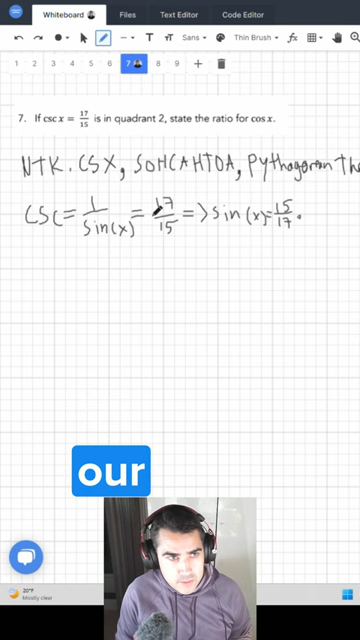 Whiteboard Files Text Editor Code Editor
Sans Thin Brush fx
1 2 3 4 5 6 7 8 9 +
7. If csc x = 17/15 is in quadrant 2, state the ratio for cos x.
NTK. CSX, SOHCAHTOA, Pythagorean The
CSC = 1/sin(x) = 17/15 => sin(x) = 15/17.
our
20°F
Mostly clear